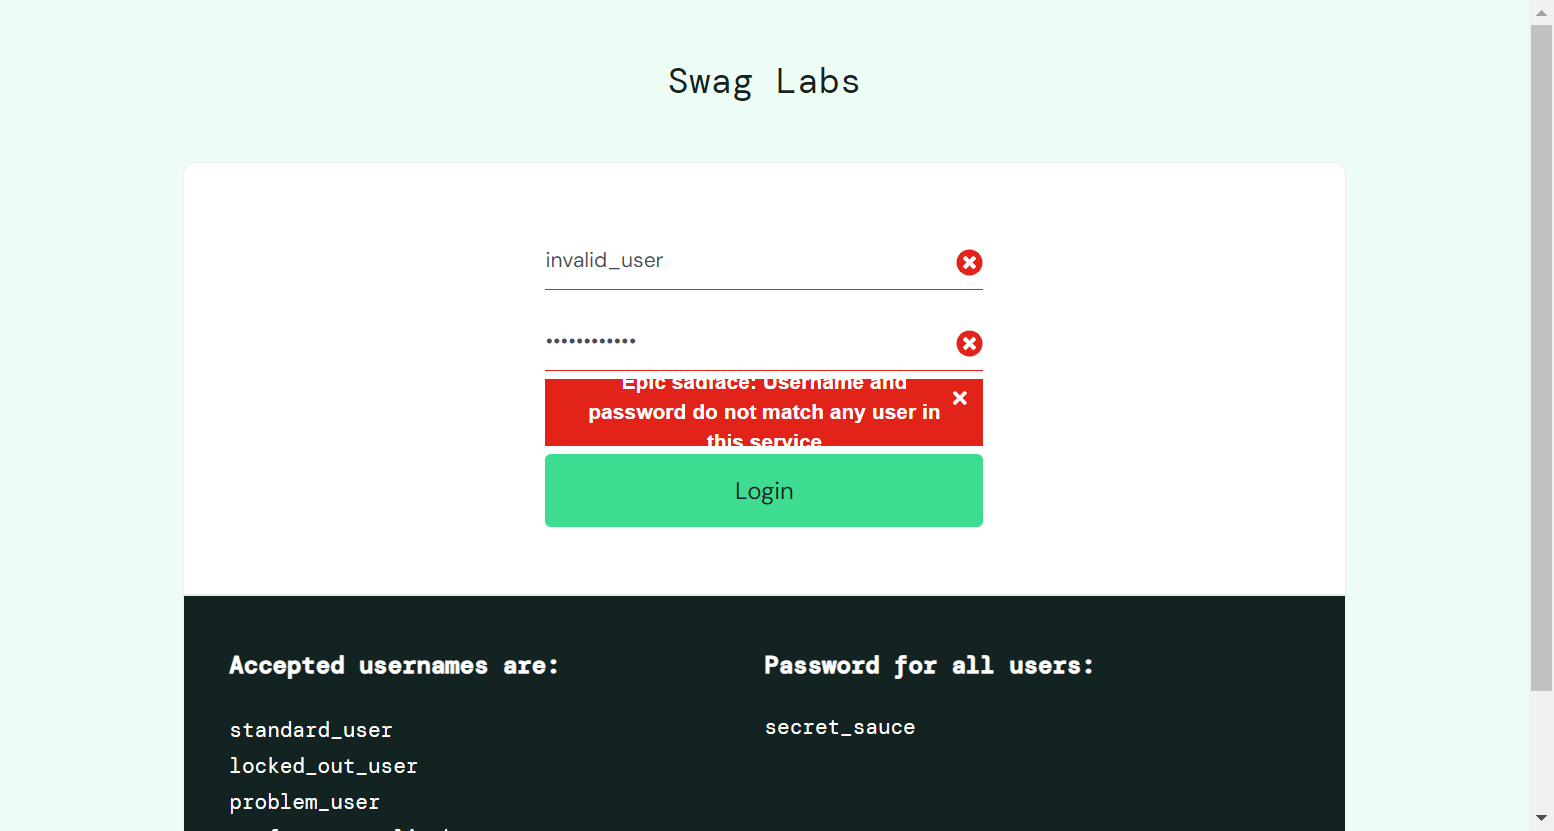 Swag Labs
invalid_user
••••••••••••
Epic sadface: Username and
password do not match any user in
this service
Login
Accepted usernames are:
standard_user
locked_out_user
problem_user
Password for all users:
secret_sauce